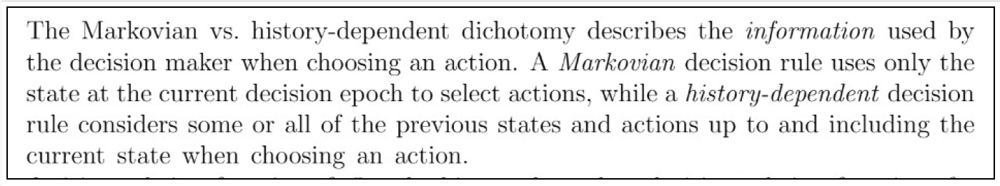 The Markovian vs. history-dependent dichotomy describes the information used by
the decision maker when choosing an action. A Markovian decision rule uses only the
state at the current decision epoch to select actions, while a history-dependent decision
rule considers some or all of the previous states and actions up to and including the
current state when choosing an action.